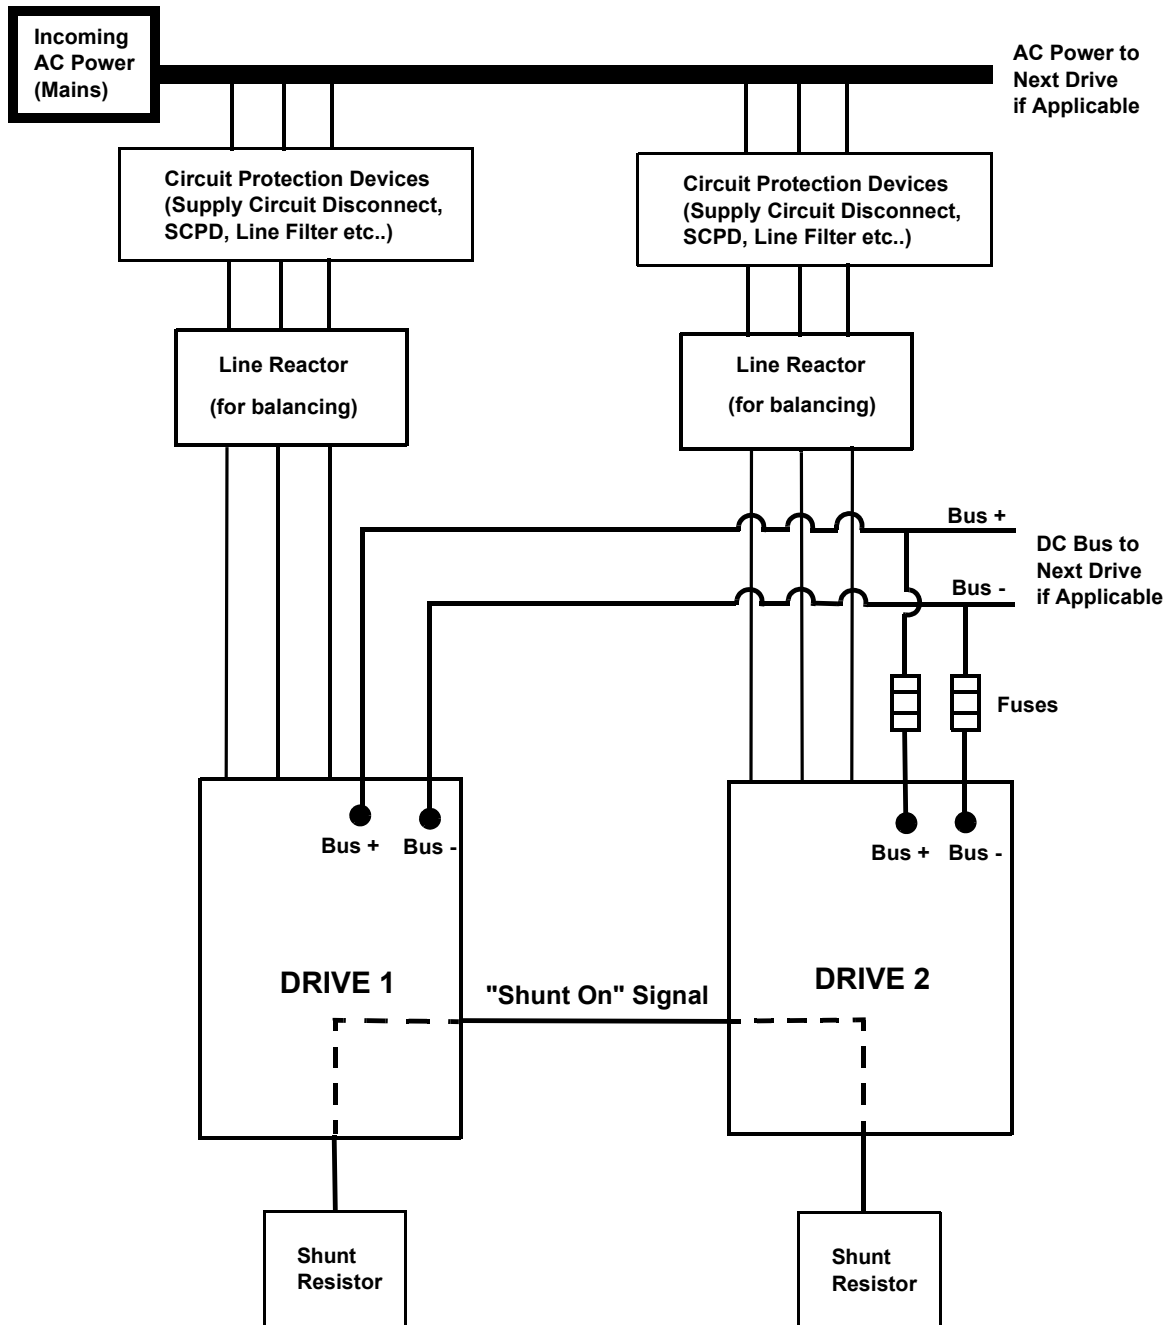 Incoming
AC Power
(Mains)
AC Power to
Next Drive
if Applicable
Circuit Protection Devices
(Supply Circuit Disconnect,
SCPD, Line Filter etc..)
Circuit Protection Devices
(Supply Circuit Disconnect,
SCPD, Line Filter etc..)
Line Reactor
(for balancing)
Line Reactor
(for balancing)
Bus +
DC Bus to
Next Drive
if Applicable
Bus -
Fuses
Bus + Bus -
Bus + Bus -
DRIVE 1
"Shunt On" Signal
DRIVE 2
Shunt
Resistor
Shunt
Resistor